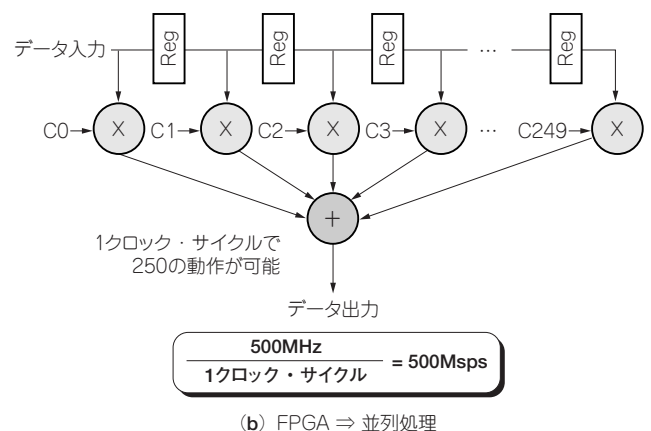 データ入力
Reg
Reg
Reg
…
Reg
C0
X
C1
X
C2
X
C3
X
…
C249
X
+
1クロック・サイクルで
250の動作が可能
データ出力
500MHz
1クロック・サイクル
= 500Msps
(b) FPGA ⇒ 並列処理